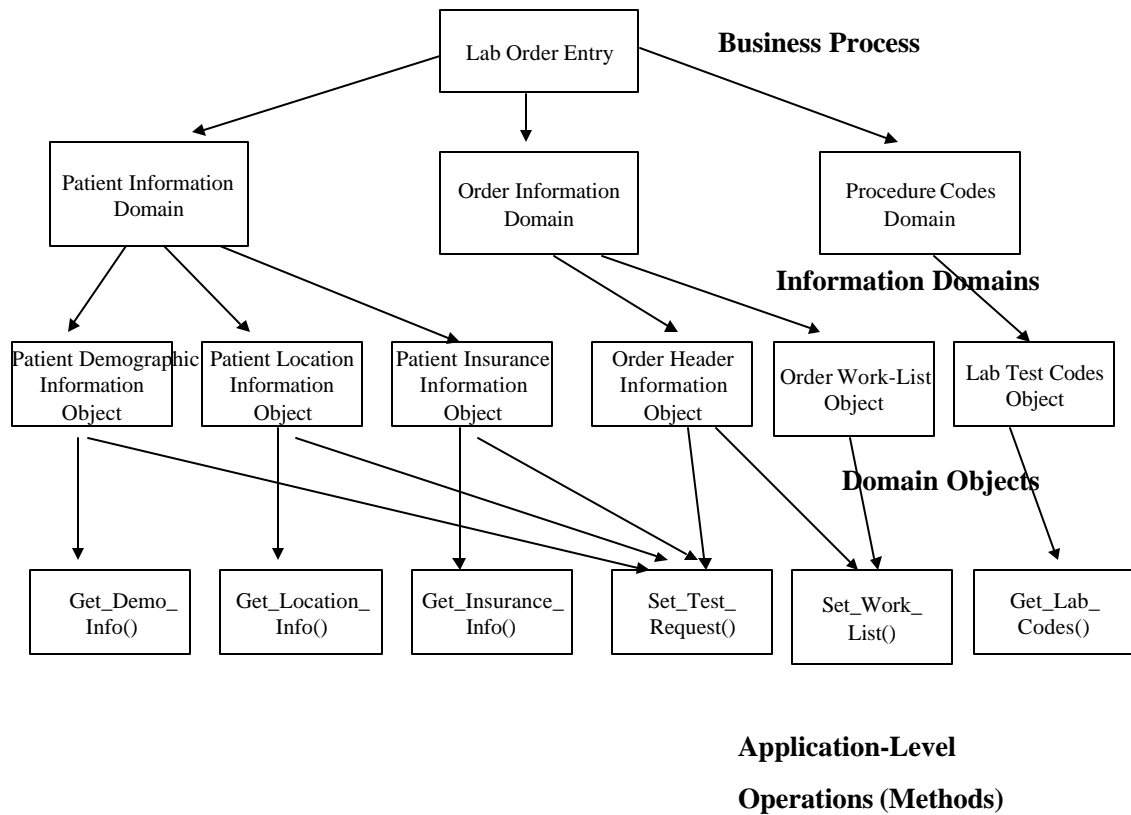 Lab Order Entry
Business Process
Patient Information
Domain
Order Information
Domain
Procedure Codes
Domain
Information Domains
Patient Demographic
Information
Object
Patient Location
Information
Object
Patient Insurance
Information
Object
Order Header
Information
Object
Order Work-List
Object
Lab Test Codes
Object
Domain Objects
Get_Demo_
Info()
Get_Location_
Info()
Get_Insurance_
Info()
Set_Test_
Request()
Set_Work_
List()
Get_Lab_
Codes()
Application-Level
Operations (Methods)